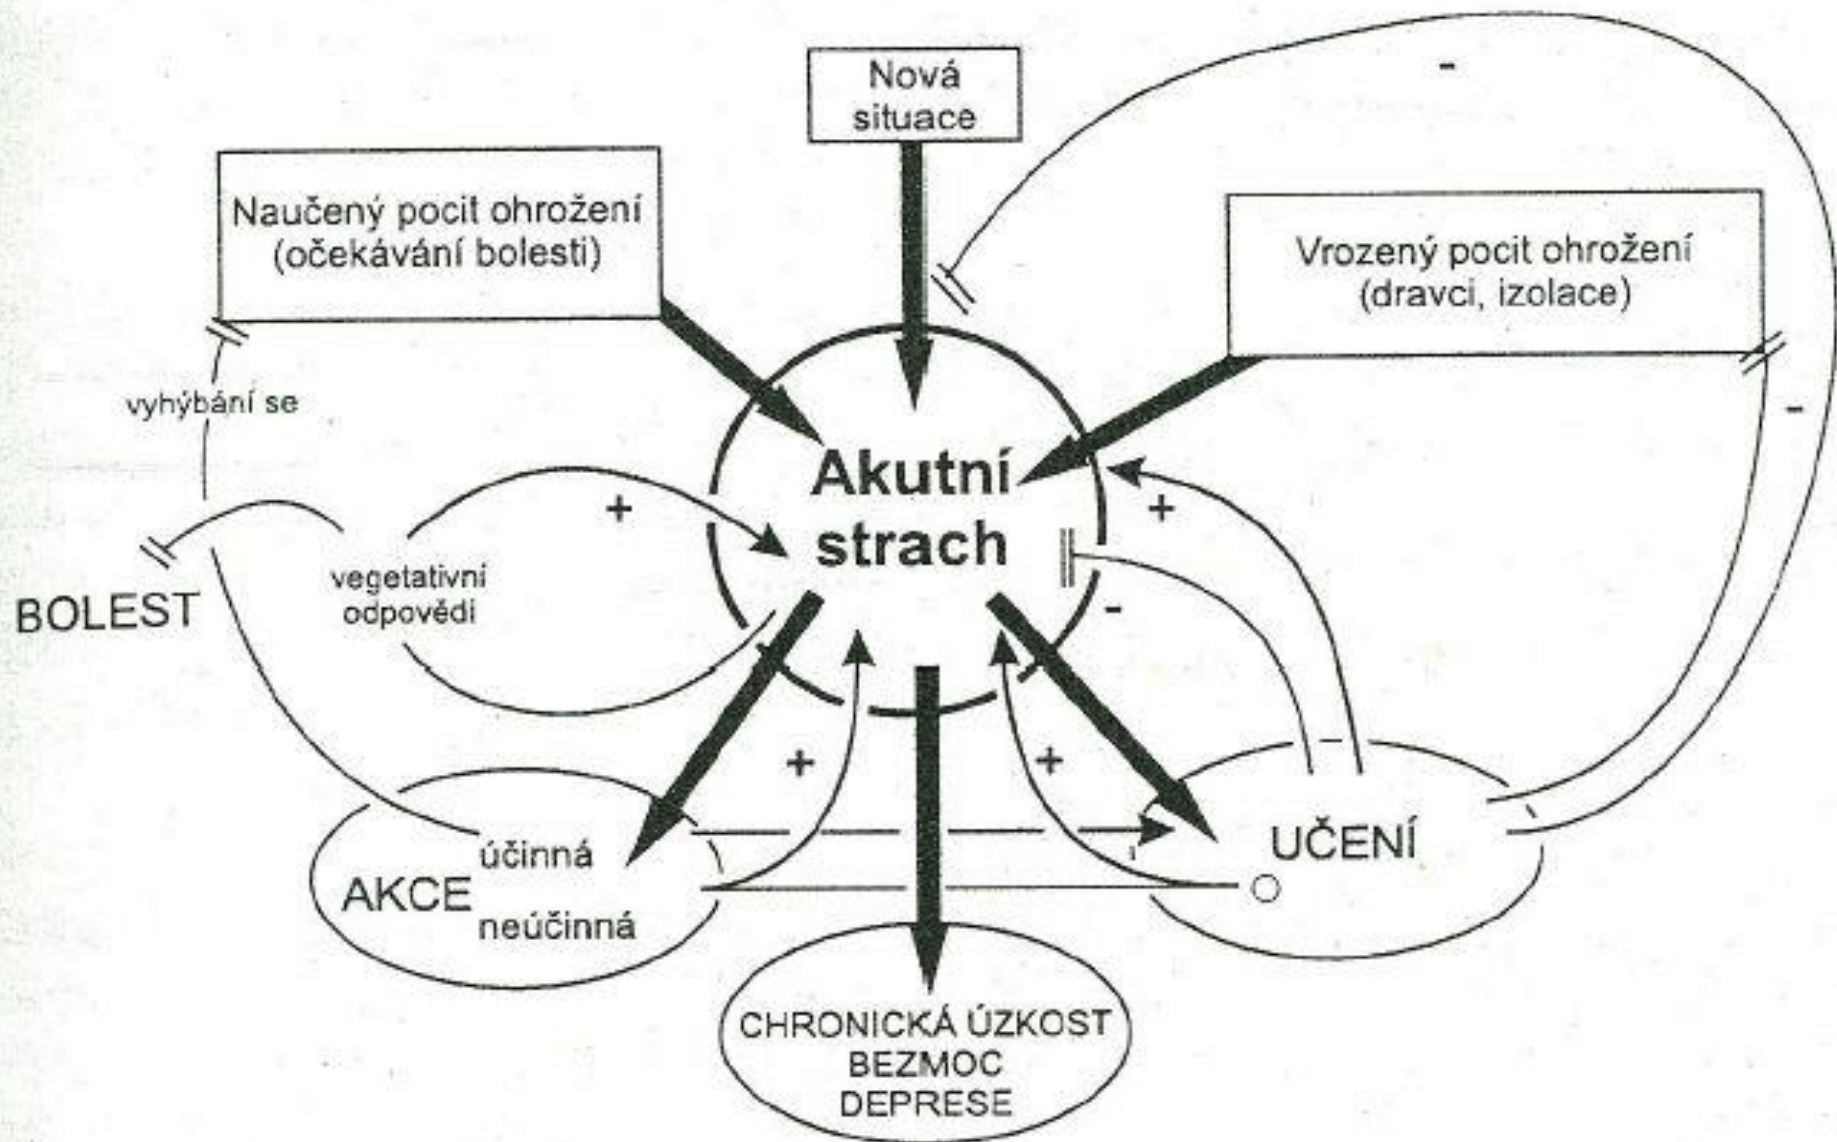 Nová
situace
-
Naučený pocit ohrožení
(očekávání bolesti)
Vrozený pocit ohrožení
(dravci, izolace)
vyhýbání se
-
Akutní
strach
+
+
vegetativní
odpovědi
BOLEST
-
+
+
účinná
AKCE
neúčinná
UČENÍ
CHRONICKÁ ÚZKOST
BEZMOC
DEPRESE